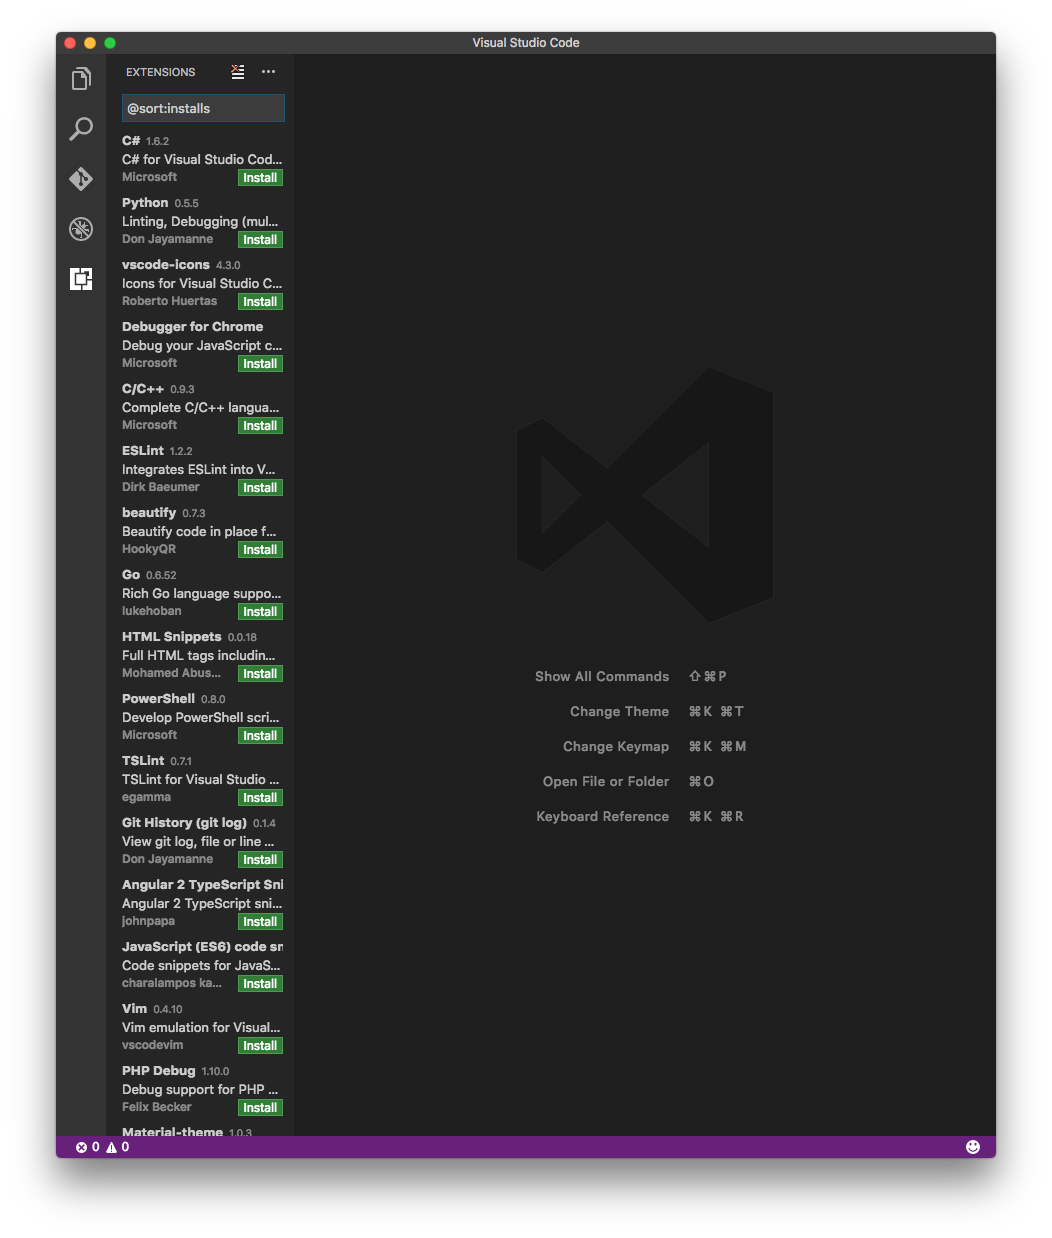 Visual Studio Code
EXTENSIONS
@sort:installs
C# 1.6.2
C# for Visual Studio Cod...
Microsoft Install
Python 0.5.5
Linting, Debugging (mul...
Don Jayamanne Install
vscode-icons 4.3.0
Icons for Visual Studio C...
Roberto Huertas Install
Debugger for Chrome
Debug your JavaScript c...
Microsoft Install
C/C++ 0.9.3
Complete C/C++ langua...
Microsoft Install
ESLint 1.2.2
Integrates ESLint into V...
Dirk Baeumer Install
beautify 0.7.3
Beautify code in place f...
HookyQR Install
Go 0.6.52
Rich Go language suppo...
lukehoban Install
HTML Snippets 0.0.18
Full HTML tags includin...
Mohamed Abus... Install
PowerShell 0.8.0
Develop PowerShell scri...
Microsoft Install
TSLint 0.7.1
TSLint for Visual Studio ...
egamma Install
Git History (git log) 0.1.4
View git log, file or line ...
Don Jayamanne Install
Angular 2 TypeScript Sni
Angular 2 TypeScript sni...
johnpapa Install
JavaScript (ES6) code sn
Code snippets for JavaS...
charalampos ka... Install
Vim 0.4.10
Vim emulation for Visual...
vscodevim Install
PHP Debug 1.10.0
Debug support for PHP ...
Felix Becker Install
Material-theme 1.0.3
Show All Commands ⇧⌘P
Change Theme ⌘K ⌘T
Change Keymap ⌘K ⌘M
Open File or Folder ⌘O
Keyboard Reference ⌘K ⌘R
0 0